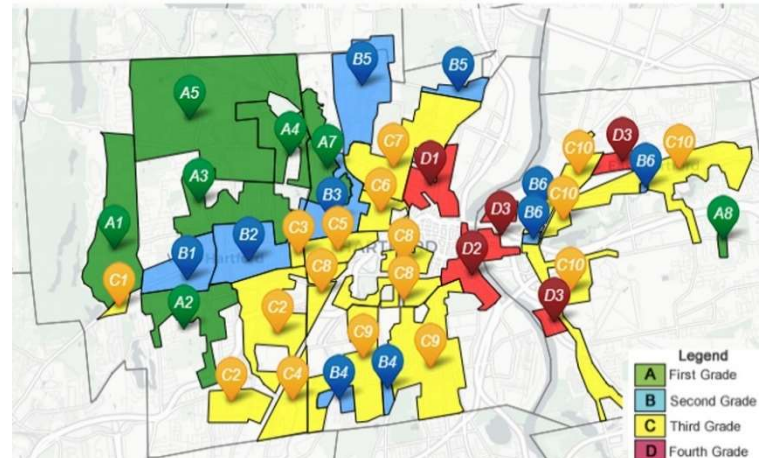 B5
B5
A5
A4
C7
D3
A7
D1
C10
C10
A3
B6
B3
C6
B6
A1
B2
C3
C5
C10
B6
D3
A8
B1
C8
D2
Hartford
C1
C8
C8
C10
A2
C2
D3
C9
C9
C2
C4
B4
B4
Legend
A First Grade
B Second Grade
C Third Grade
D Fourth Grade